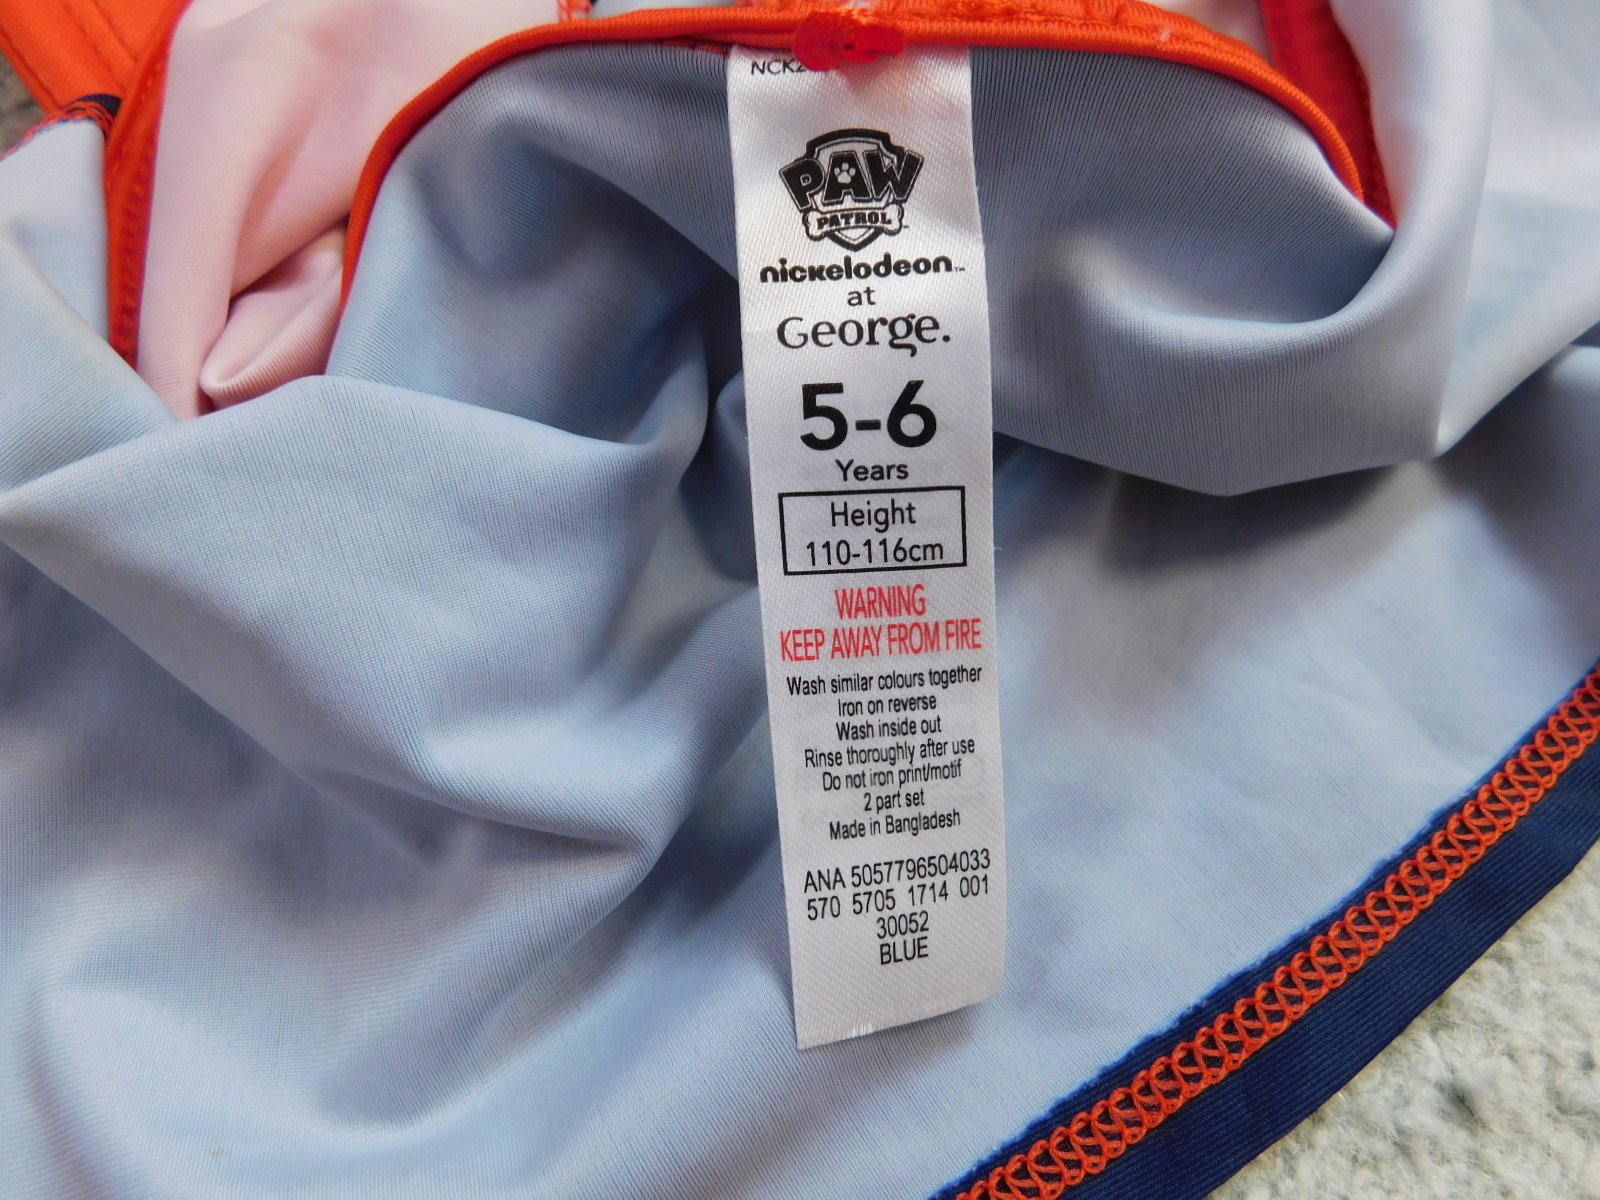 PAW
PATROL
nickelodeon™
at
George.
5-6
Years
Height
110-116cm
WARNING
KEEP AWAY FROM FIRE
Wash similar colours together
Iron on reverse
Wash inside out
Rinse thoroughly after use
Do not iron print/motif
2 part set
Made in Bangladesh
ANA 5057796504033
570 5705 1714 001
30052
BLUE